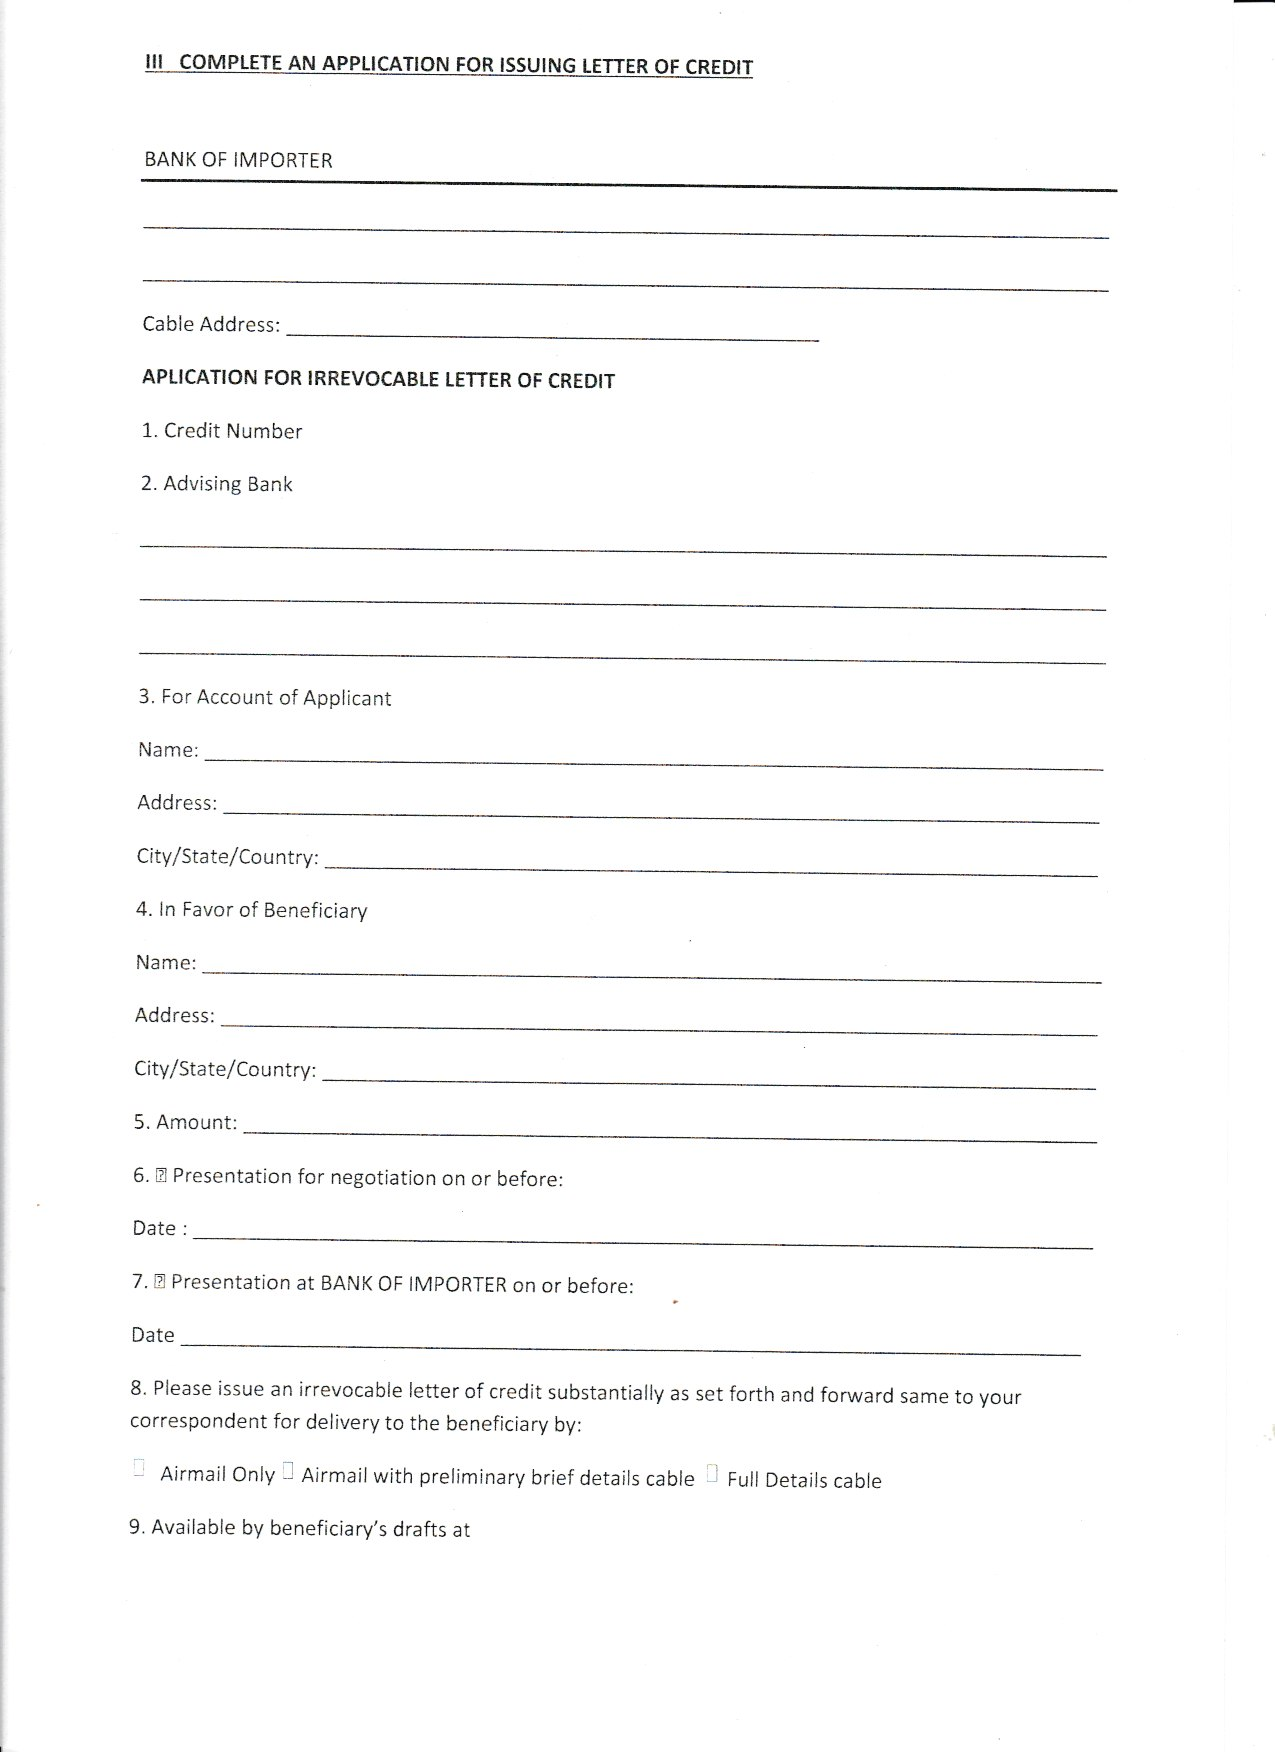 III COMPLETE AN APPLICATION FOR ISSUING LETTER OF CREDIT
BANK OF IMPORTER
Cable Address:
APLICATION FOR IRREVOCABLE LETTER OF CREDIT
1. Credit Number
2. Advising Bank
3. For Account of Applicant
Name:
Address:
City/State/Country:
4. In Favor of Beneficiary
Name:
Address:
City/State/Country:
5. Amount:
6. ⍰ Presentation for negotiation on or before:
Date :
7. ⍰ Presentation at BANK OF IMPORTER on or before:
Date
8. Please issue an irrevocable letter of credit substantially as set forth and forward same to your
correspondent for delivery to the beneficiary by:
Airmail Only Airmail with preliminary brief details cable Full Details cable
9. Available by beneficiary's drafts at